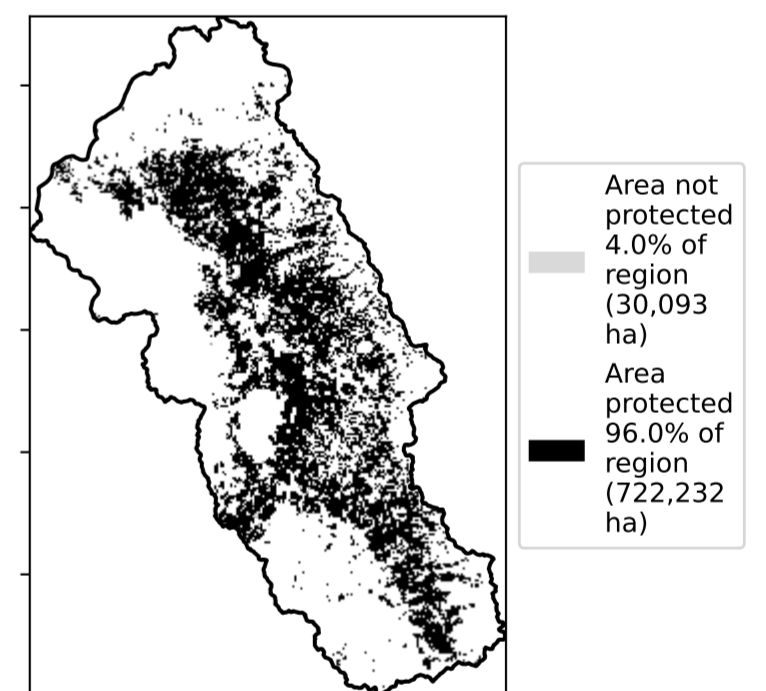 Area not
protected
4.0% of
region
(30,093
ha)
Area
protected
96.0% of
region
(722,232
ha)